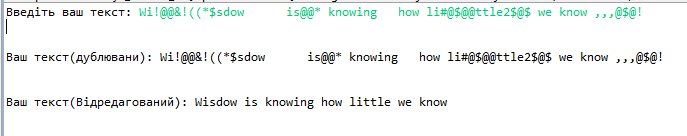 Введіть ваш текст: Wi!@@&!((*$sdow      is@@* knowing   how li#@$@@ttle2$@$ we know ,,,@$@!
Ваш текст(дубльовани): Wi!@@&!((*$sdow      is@@* knowing   how li#@$@@ttle2$@$ we know ,,,@$@!
Ваш текст(Відредагований): Wisdow is knowing how little we know